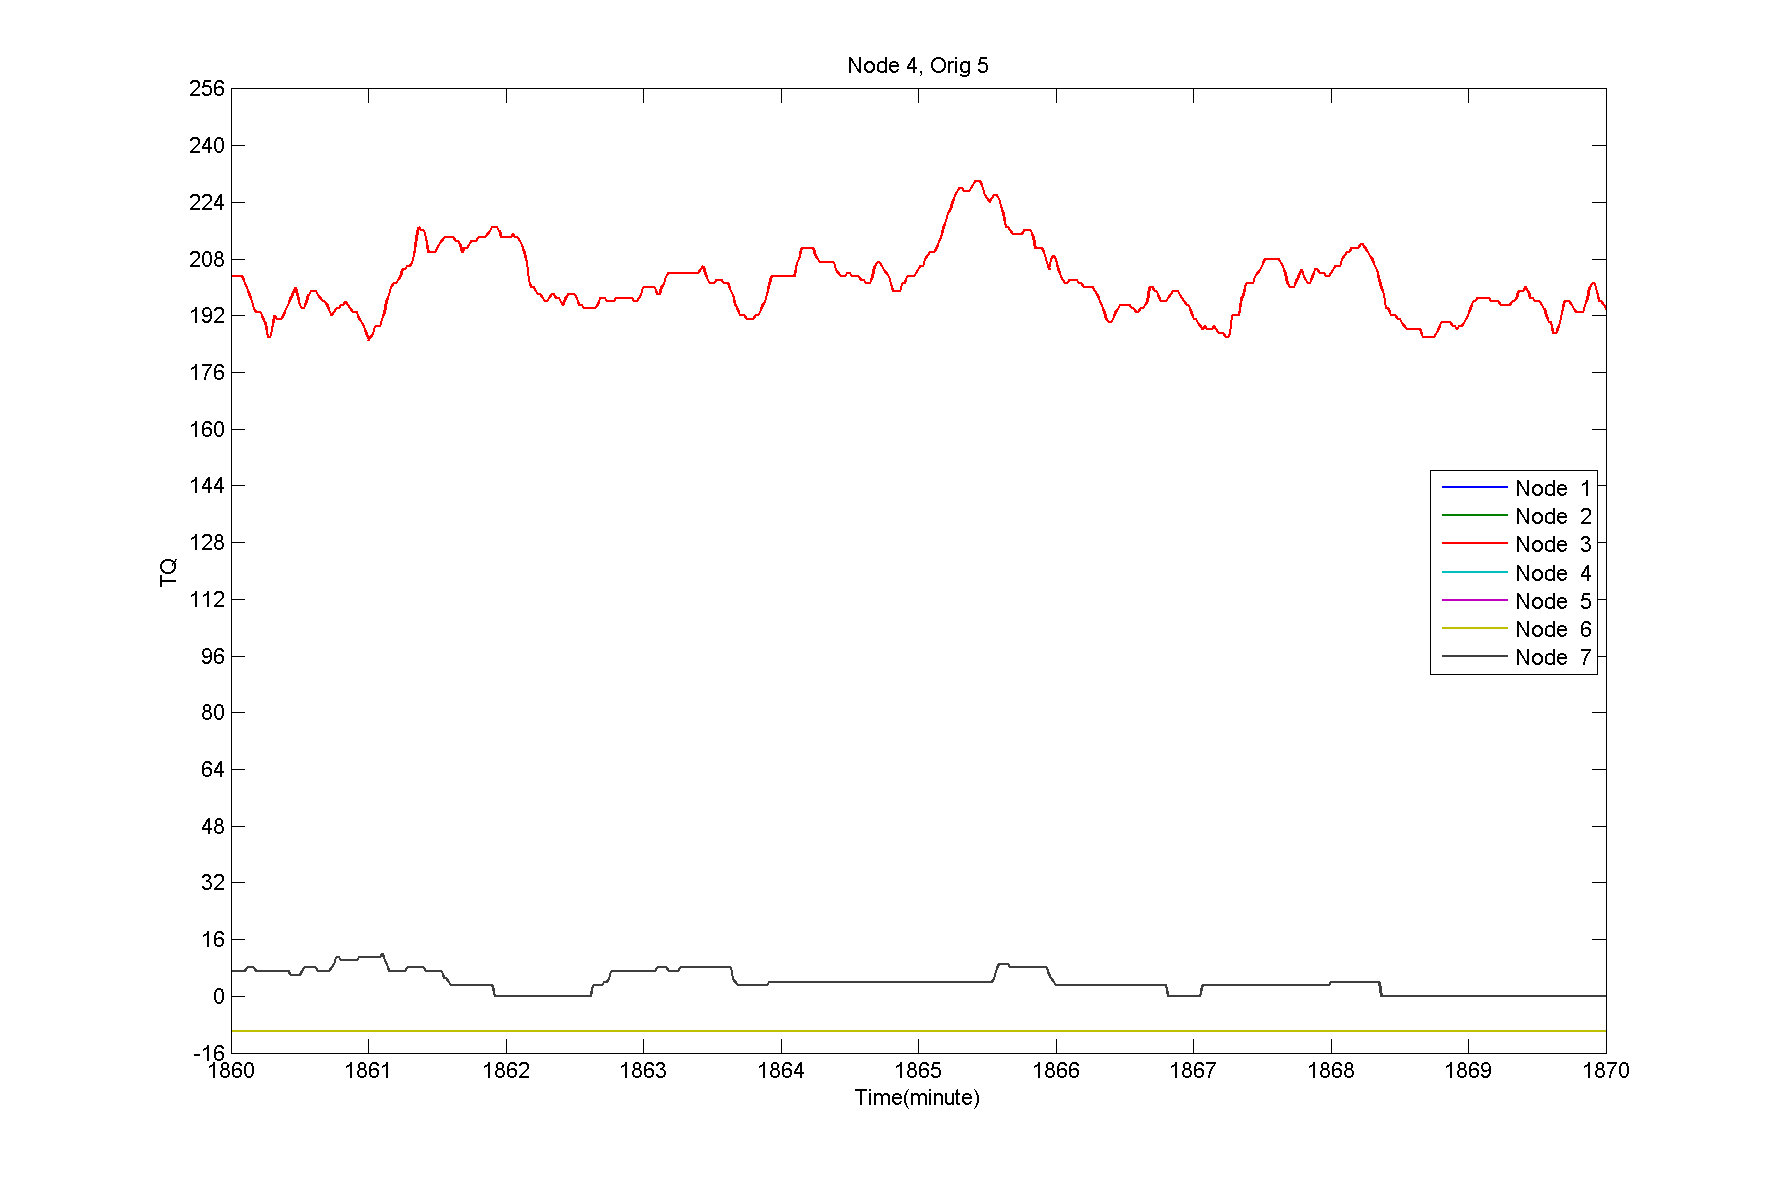 Node 4, Orig 5
256
240
224
208
192
176
160
144
128
112
96
80
64
48
32
16
0
-16
TQ
Node 1
Node 2
Node 3
Node 4
Node 5
Node 6
Node 7
1860 1861 1862 1863 1864 1865 1866 1867 1868 1869 1870
Time(minute)